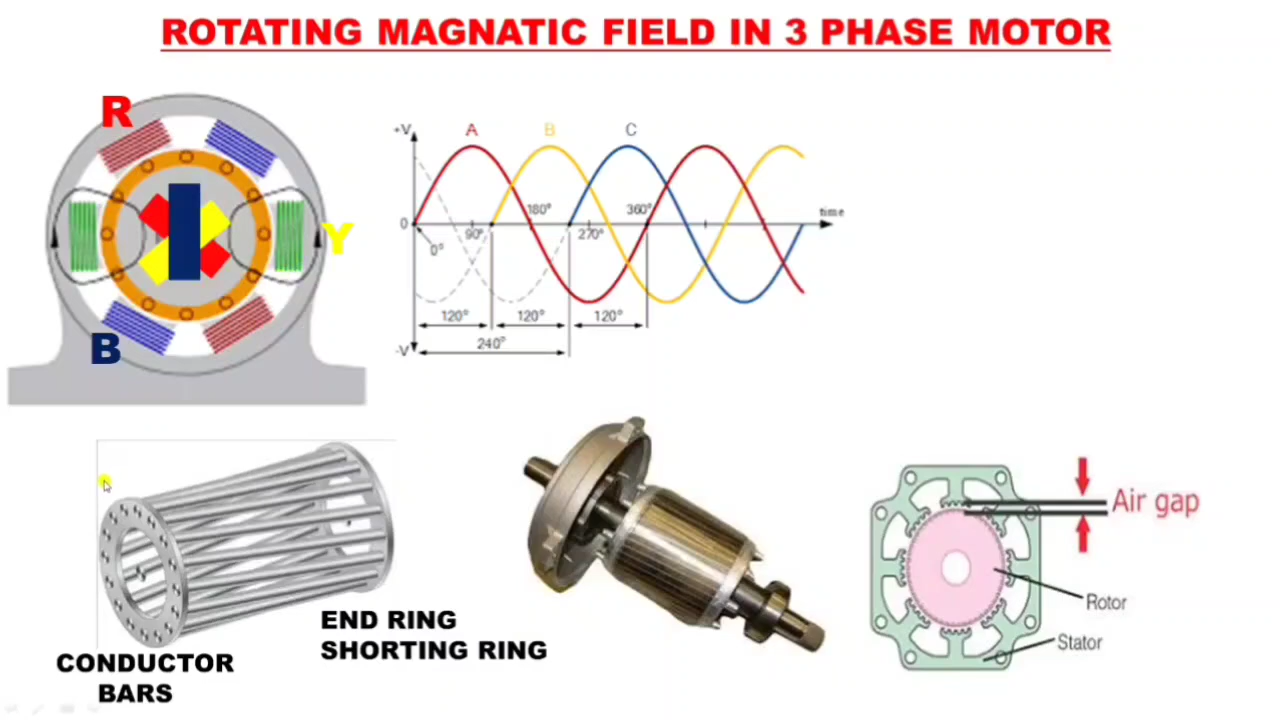 ROTATING MAGNATIC FIELD IN 3 PHASE MOTOR
R
Y
B
+V
A
B
C
0
0°
90°
180°
270°
360°
time
120°
120°
120°
240°
-V
CONDUCTOR
BARS
END RING
SHORTING RING
Air gap
Rotor
Stator